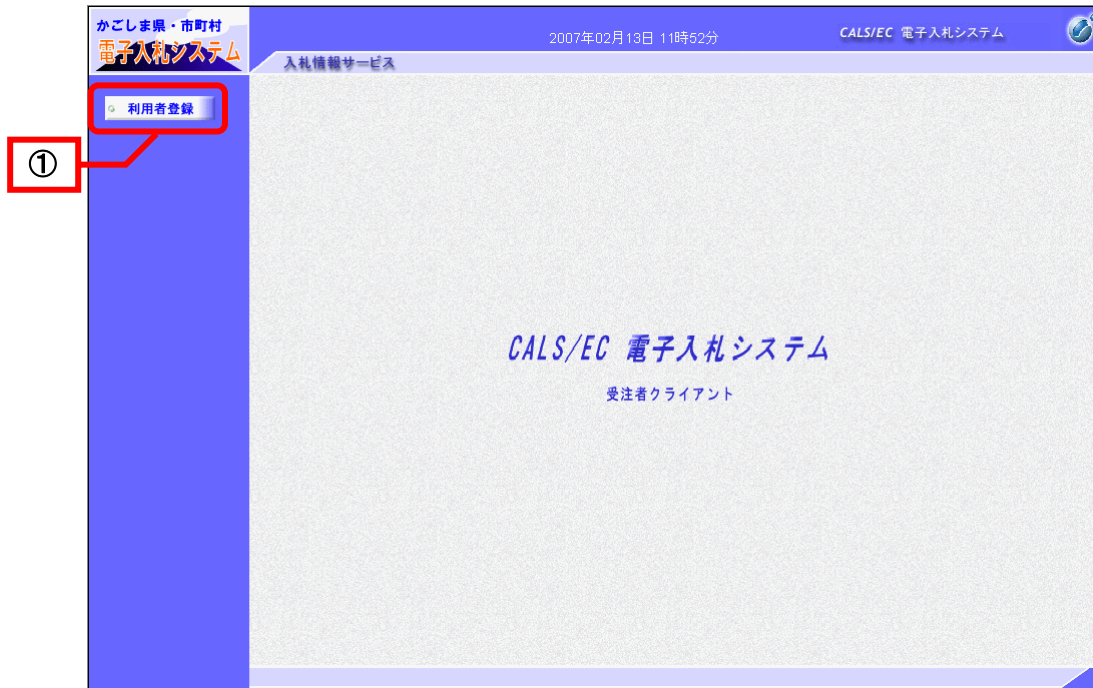 かごしま県・市町村
電子入札システム
2007年02月13日 11時52分
CALS/EC 電子入札システム
入札情報サービス
利用者登録
①
CALS/EC 電子入札システム
受注者クライアント